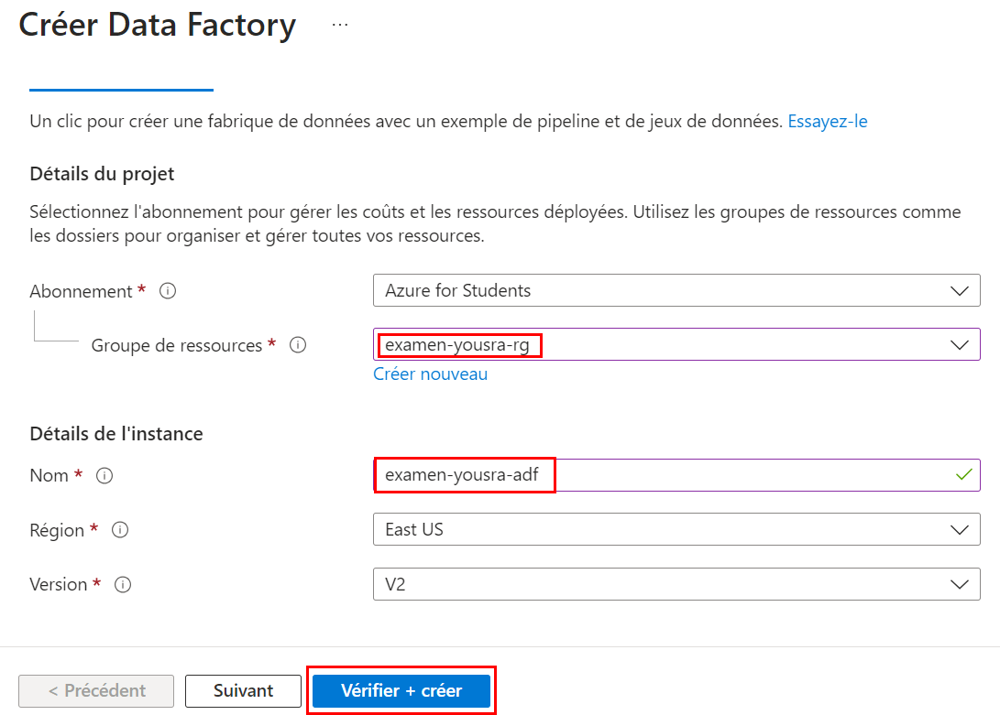 Créer Data Factory ...
Un clic pour créer une fabrique de données avec un exemple de pipeline et de jeux de données. Essayez-le
Détails du projet
Sélectionnez l'abonnement pour gérer les coûts et les ressources déployées. Utilisez les groupes de ressources comme
les dossiers pour organiser et gérer toutes vos ressources.
Abonnement * Azure for Students
Groupe de ressources * examen-yousra-rg
Créer nouveau
Détails de l'instance
Nom * examen-yousra-adf
Région * East US
Version * V2
< Précédent Suivant Vérifier + créer